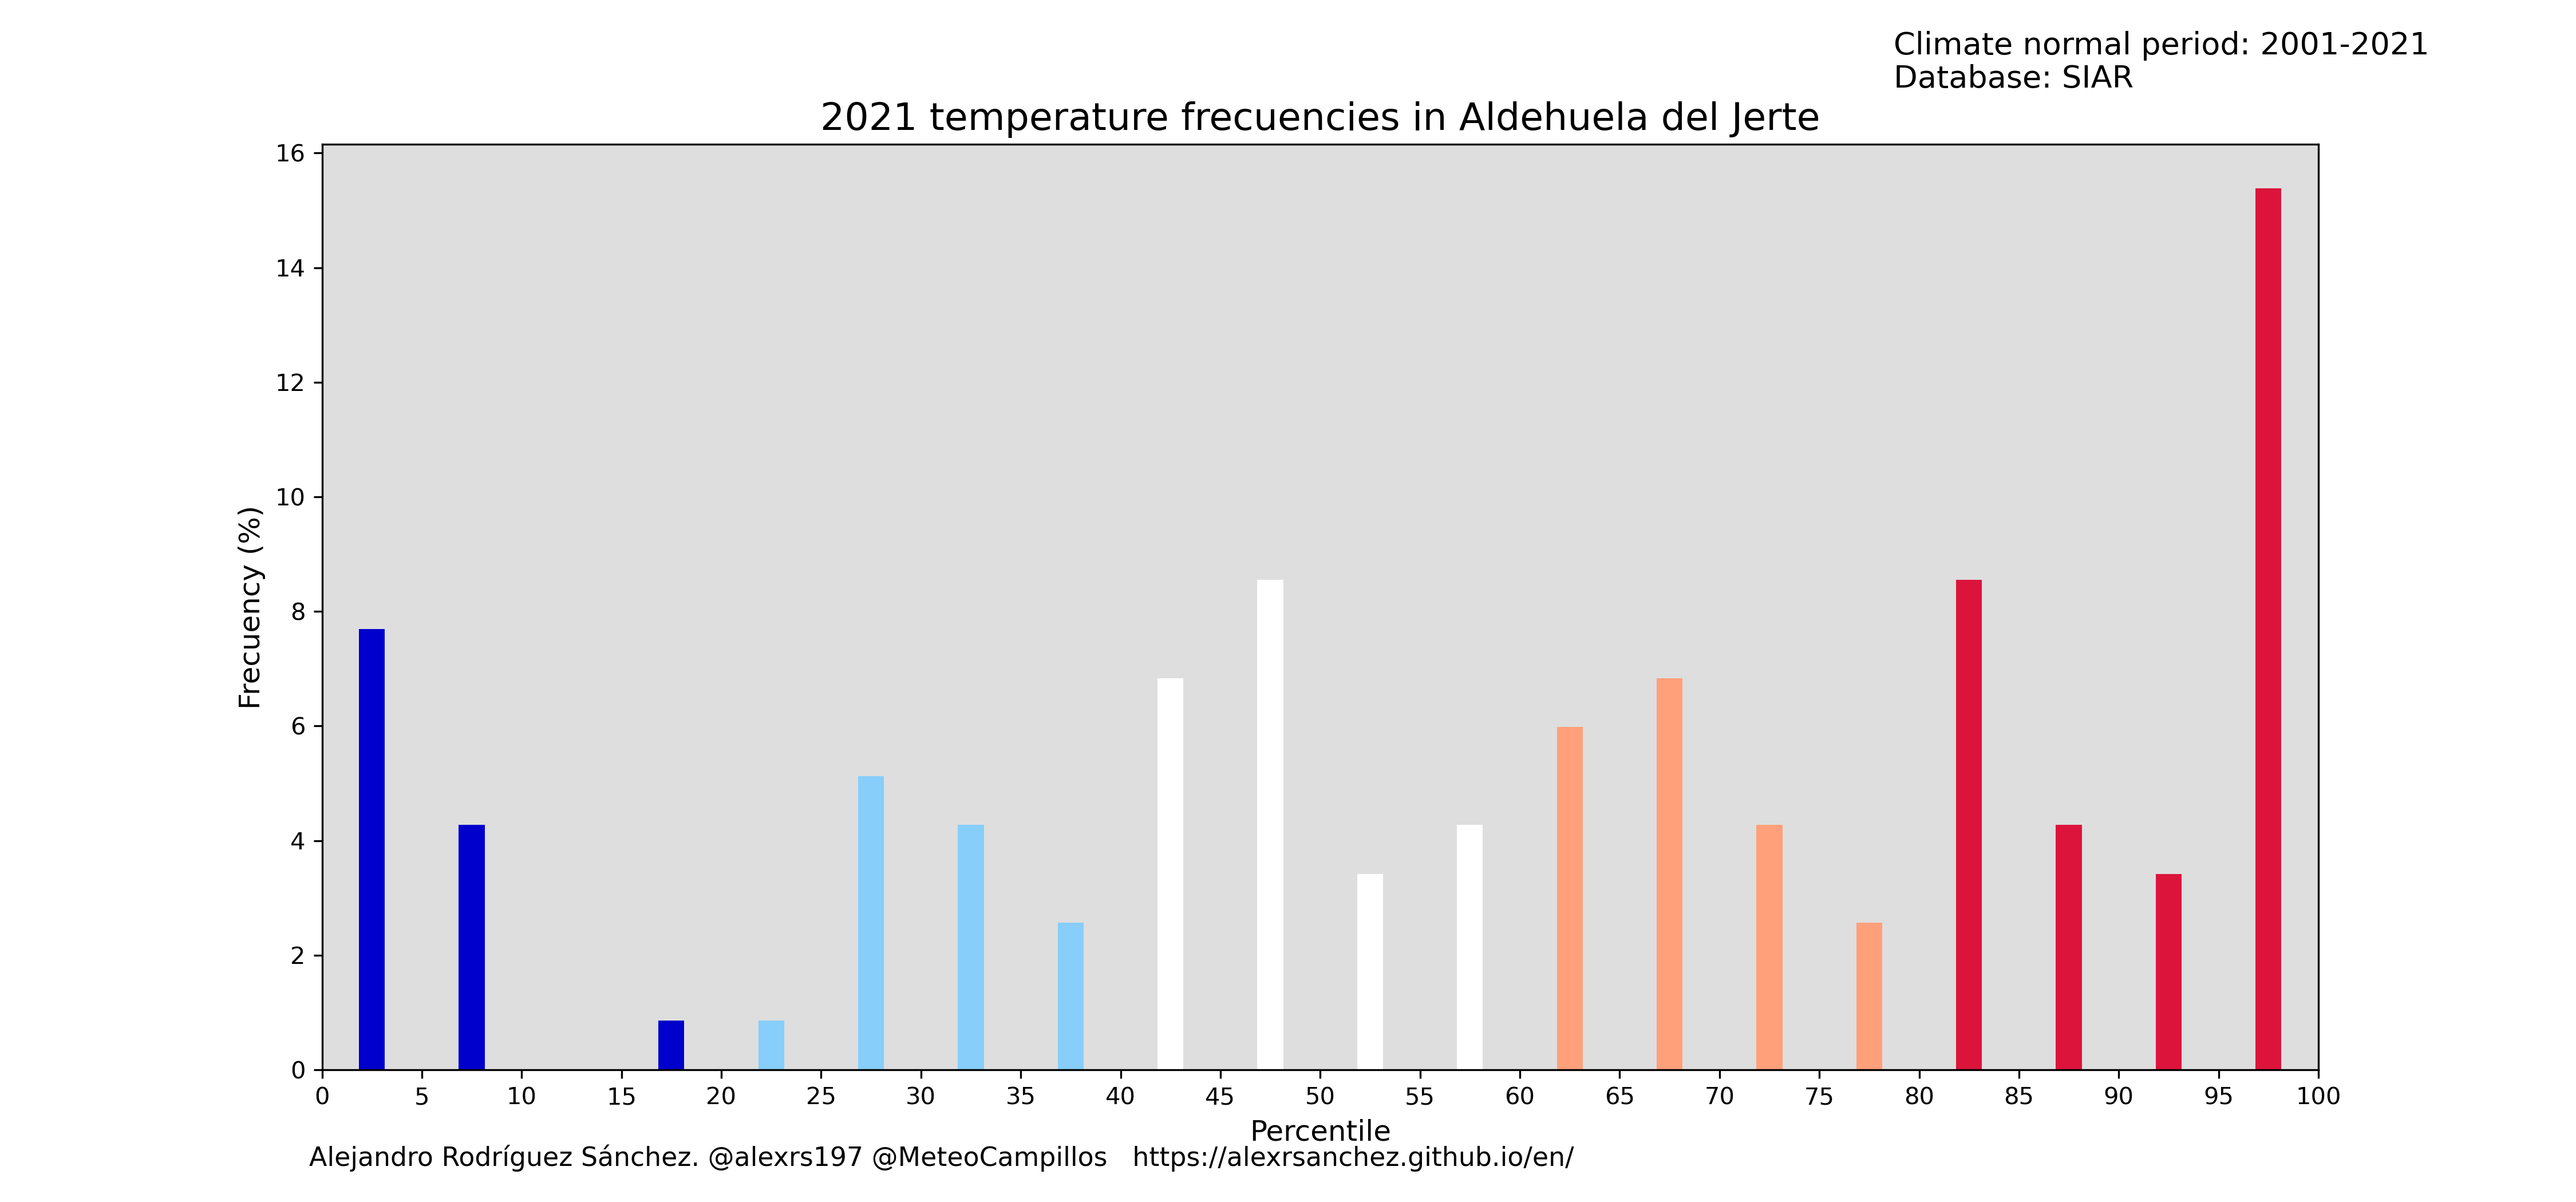 Climate normal period: 2001-2021
Database: SIAR
2021 temperature frecuencies in Aldehuela del Jerte
16
14
12
10
8
6
4
2
0
Frecuency (%)
0 5 10 15 20 25 30 35 40 45 50 55 60 65 70 75 80 85 90 95 100
Percentile
Alejandro Rodríguez Sánchez. @alexrs197 @MeteoCampillos https://alexrsanchez.github.io/en/